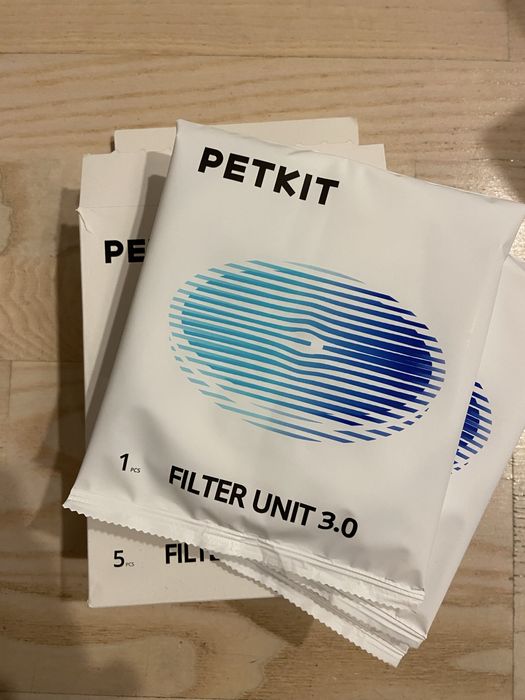 PETKIT
1 PCS
FILTER UNIT 3.0
PE
5 PCS
FILTE